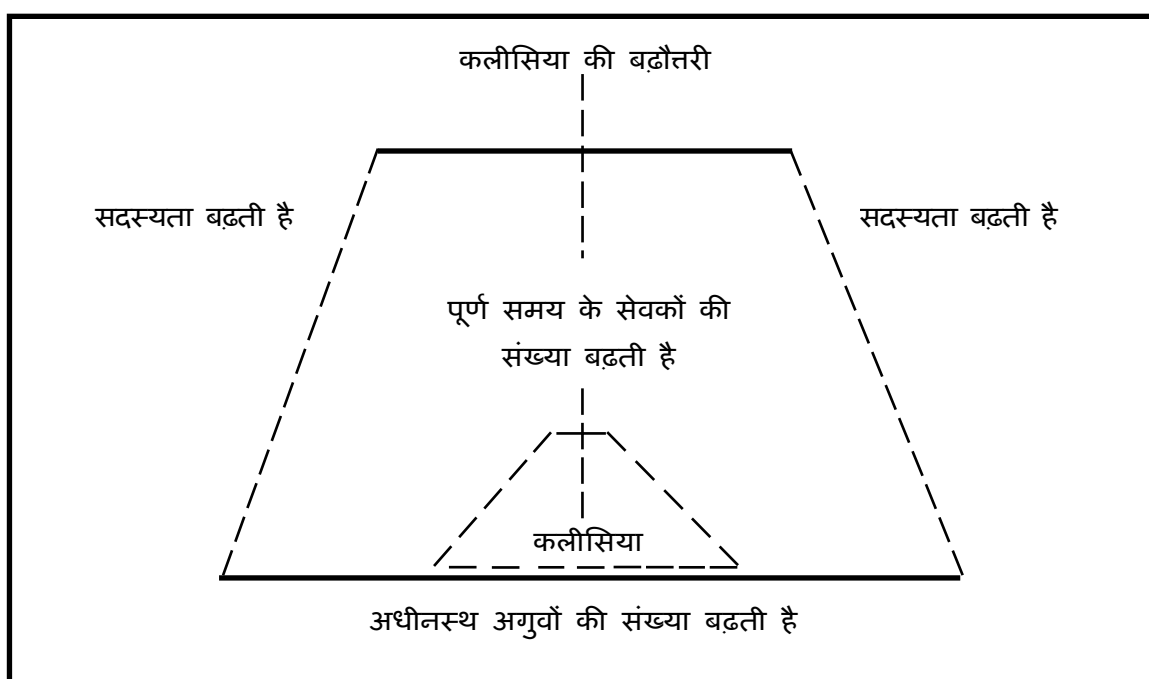 कलीसिया की बढ़ौत्तरी
सदस्यता बढ़ती है
सदस्यता बढ़ती है
पूर्ण समय के सेवकों की
संख्या बढ़ती है
कलीसिया
अधीनस्थ अगुवों की संख्या बढ़ती है